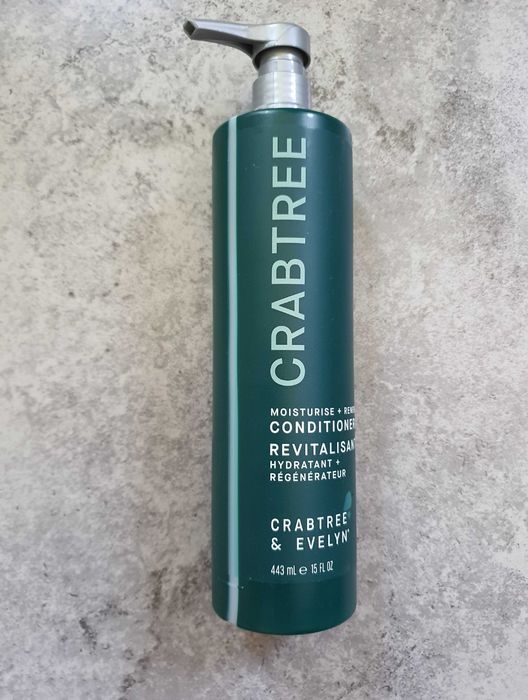 CRABTREE
MOISTURISE +
CONDITIONER
REVITALISANT
HYDRATANT +
RÉGÉNÉRATEUR
CRABTREE®
& EVELYN®
443 mL e 15 FL OZ